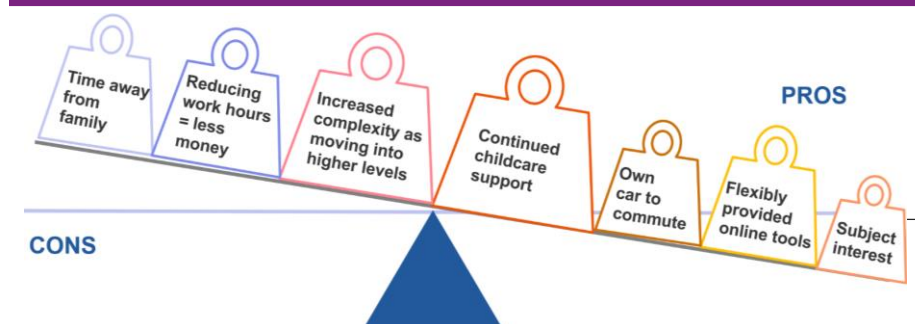 Time away
from
family
Reducing
work hours
= less
money
Increased
complexity as
moving into
higher levels
Continued
childcare
support
Own
car to
commute
Flexibly
provided
online tools
Subject
interest
PROS
CONS